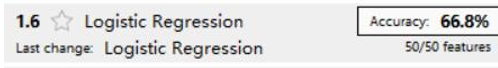 1.6 ☆ Logistic Regression Accuracy: 66.8%
Last change: Logistic Regression 50/50 features